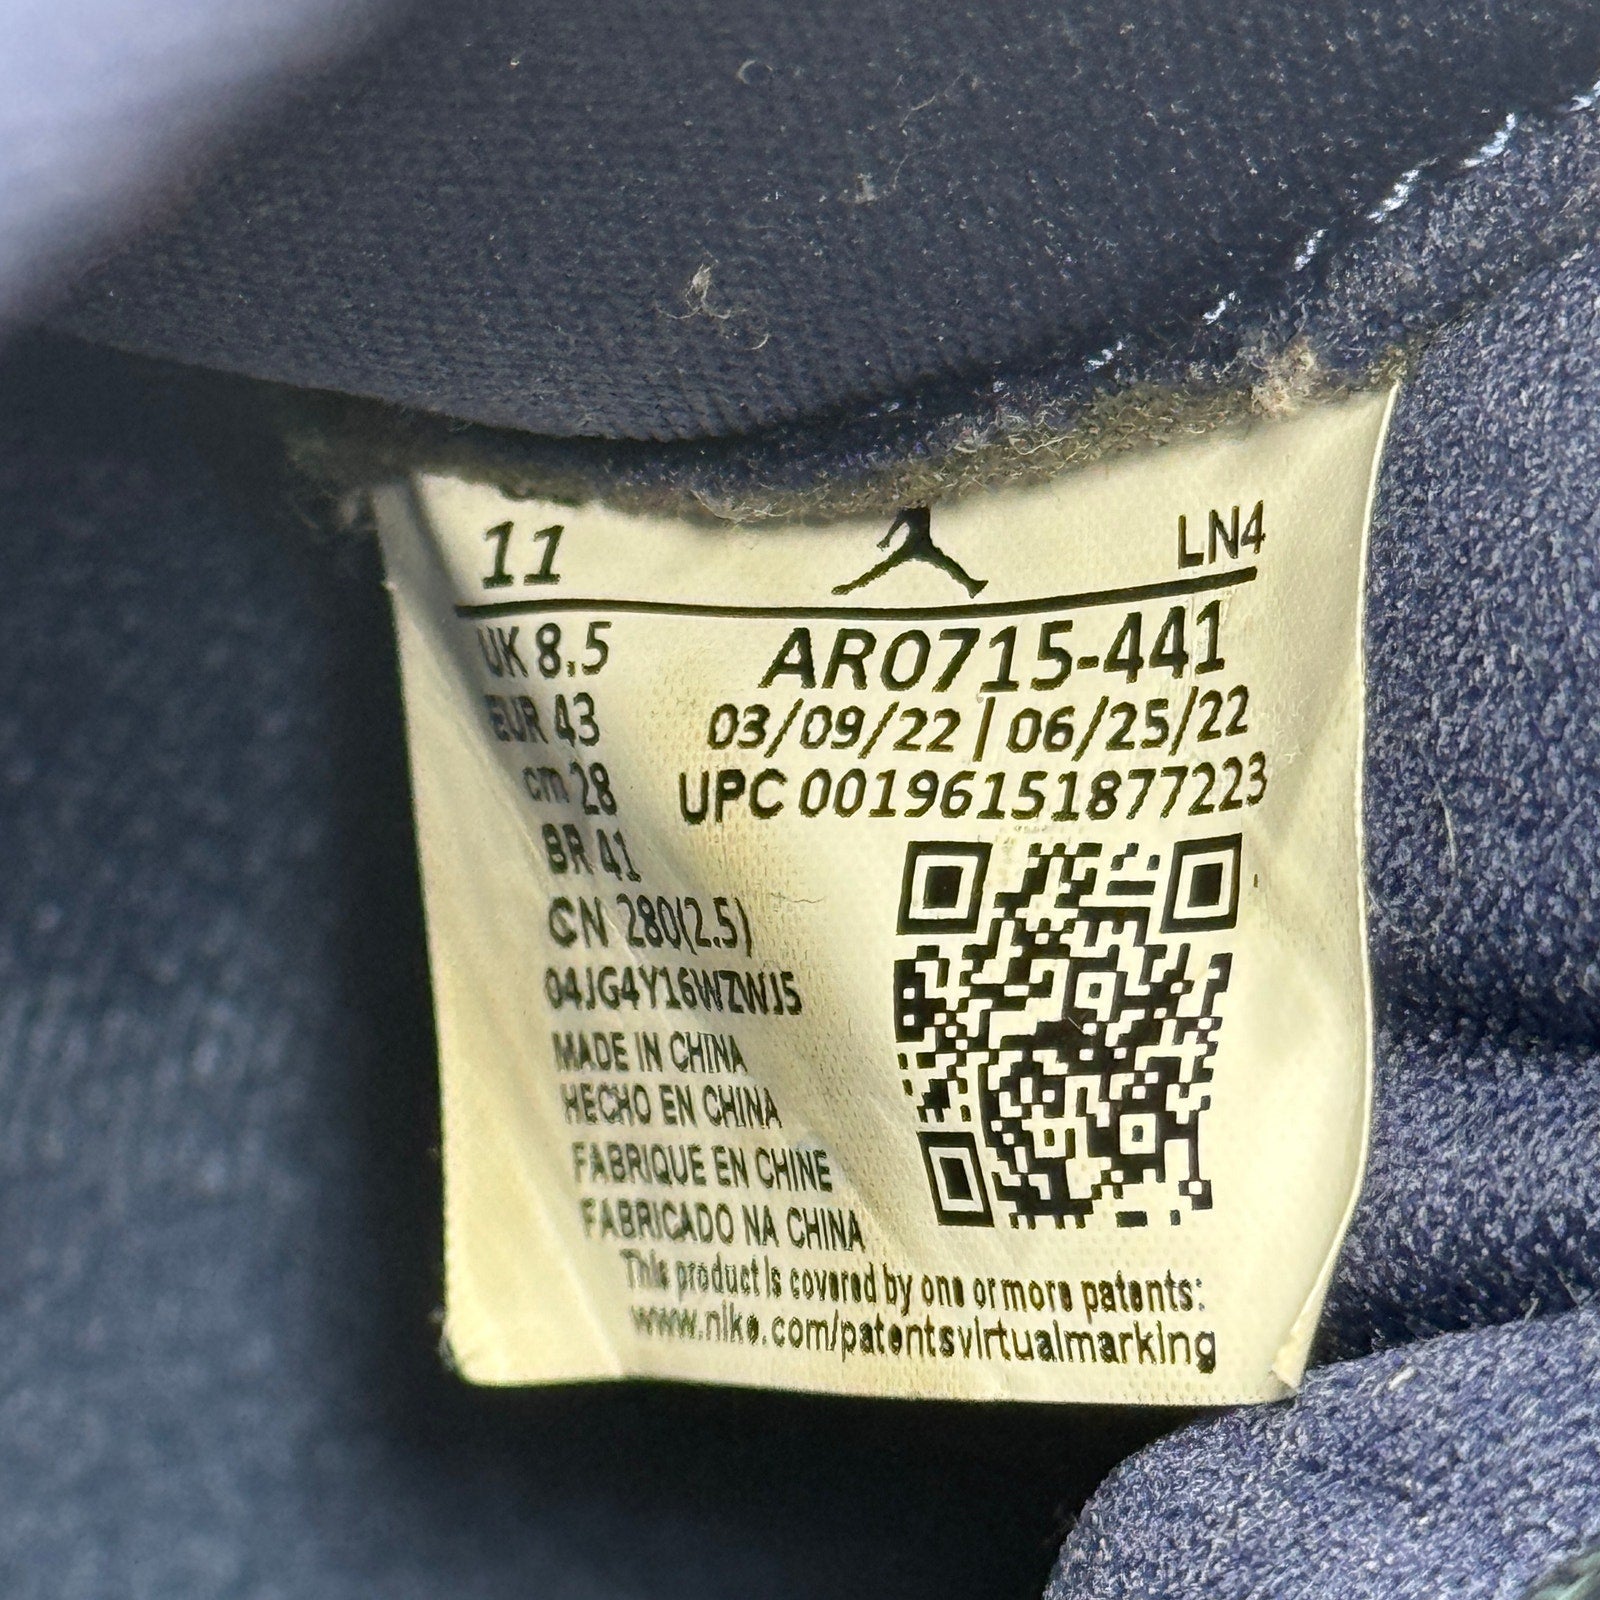 11
LN4
UK 8.5
AR0715-441
EUR 43
03/09/22 | 06/25/22
cm 28
UPC 00196151877223
BR 41
CN 280(2.5)
04JG4Y16WZWJ5
MADE IN CHINA
HECHO EN CHINA
FABRIQUE EN CHINE
FABRICADO NA CHINA
This product is covered by one or more patents:
www.nike.com/patentsvirtualmarking